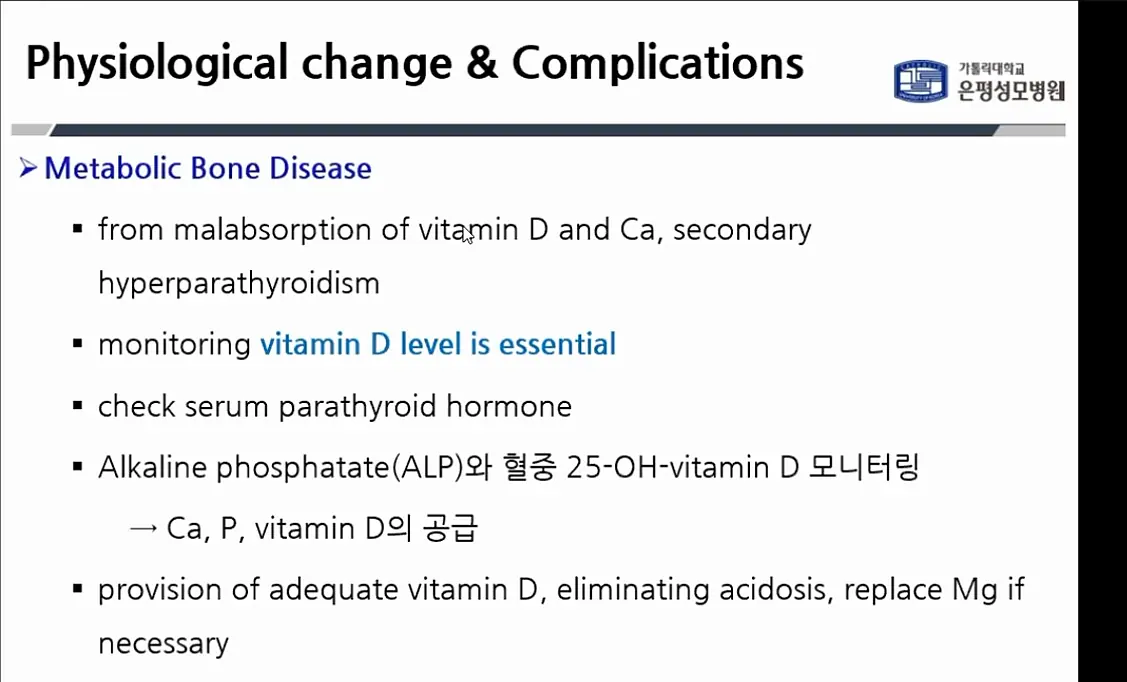 Physiological change & Complications
가톨릭대학교
은평성모병원
➢ Metabolic Bone Disease
▪ from malabsorption of vitamin D and Ca, secondary
hyperparathyroidism
▪ monitoring vitamin D level is essential
▪ check serum parathyroid hormone
▪ Alkaline phosphatate(ALP)와 혈중 25-OH-vitamin D 모니터링
→ Ca, P, vitamin D의 공급
▪ provision of adequate vitamin D, eliminating acidosis, replace Mg if
necessary